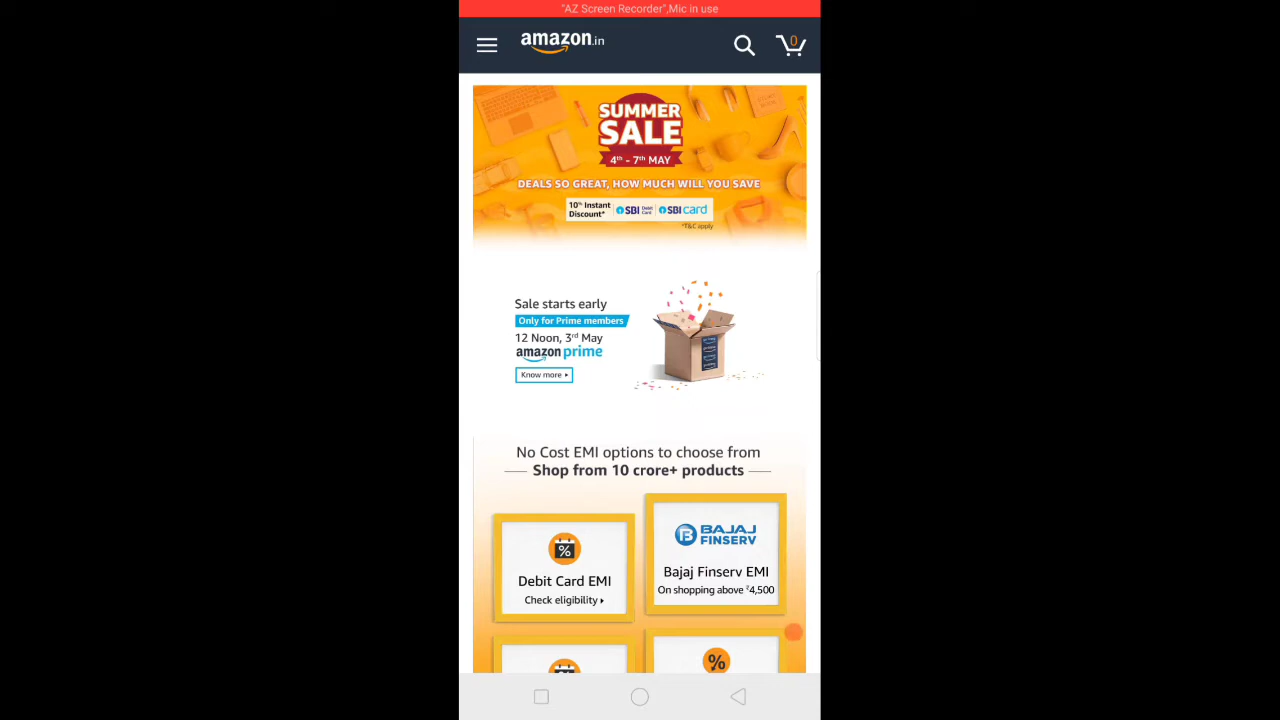 "AZ Screen Recorder",Mic in use
amazon.in
0
SUMMER
SALE
4th - 7th MAY
DEALS SO GREAT, HOW MUCH WILL YOU SAVE
10% Instant Discount* SBI Debit Card SBI card
*T&C apply
Sale starts early
Only for Prime members
12 Noon, 3rd May
amazon prime
Know more
No Cost EMI options to choose from
Shop from 10 crore+ products
%
Debit Card EMI
Check eligibility
B BAJAJ FINSERV
Bajaj Finserv EMI
On shopping above ₹4,500
%